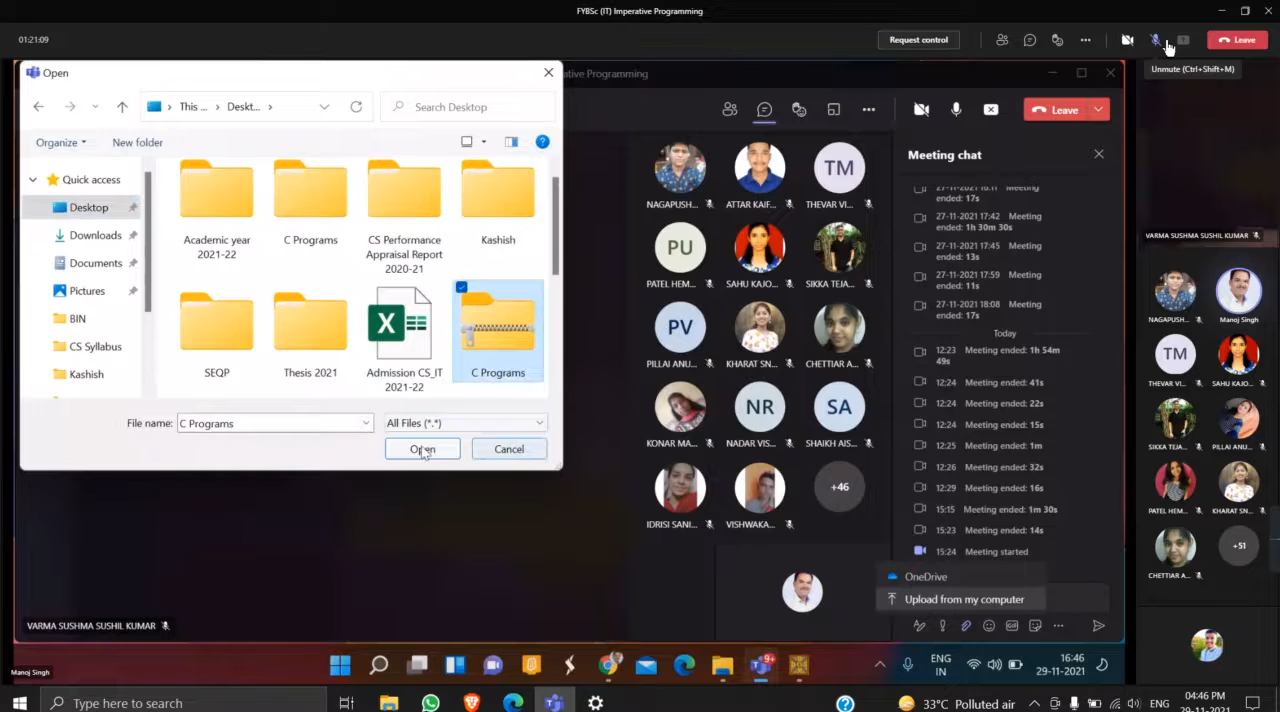 FYBSc (IT) Imperative Programming
01:21:09
Request control
Leave
Unmute (Ctrl+Shift+M)
Open
ative Programming
This ... > Deskt... >
Search Desktop
Leave
Organize
New folder
Quick access
Desktop
Downloads
Documents
Pictures
BIN
CS Syllabus
Kashish
Academic year
2021-22
C Programs
CS Performance
Appraisal Report
2020-21
Kashish
SEQP
Thesis 2021
Admission CS_IT
2021-22
C Programs
File name:
C Programs
All Files (*.*)
Open
Cancel
TM
NAGAPUSH...
ATTAR KAIF...
THEVAR VI...
PU
PATEL HEM...
SAHU KAJO...
SIKKA TEJA...
PV
PILLAI ANU...
KHARAT SN...
CHETTIAR A...
NR
SA
KONAR MA...
NADAR VIS...
SHAIKH AIS...
+46
IDRISI SANI...
VISHWAKA...
Meeting chat
17s
27-11-2021 17:42 Meeting
ended: 1h 30m 30s
27-11-2021 17:45 Meeting
ended: 13s
27-11-2021 17:59 Meeting
ended: 11s
27-11-2021 18:08 Meeting
ended: 17s
Today
12:23 Meeting ended: 1h 54m
49s
12:24 Meeting ended: 41s
12:24 Meeting ended: 22s
12:24 Meeting ended: 15s
12:25 Meeting ended: 1m
12:26 Meeting ended: 32s
12:29 Meeting ended: 16s
15:15 Meeting ended: 1m 30s
15:23 Meeting ended: 14s
15:24 Meeting started
OneDrive
Upload from my computer
GIF
VARMA SUSHMA SUSHIL KUMAR
NAGAPUSH...
Manoj Singh
TM
THEVAR VI...
SAHU KAJO...
SIKKA TEJA...
PILLAI ANU...
PATEL HEM...
KHARAT SN...
+51
CHETTIAR A...
VARMA SUSHMA SUSHIL KUMAR
9+
ENG
IN
16:46
29-11-2021
Manoj Singh
Type here to search
33°C Polluted air
ENG
04:46 PM
29-11-2021